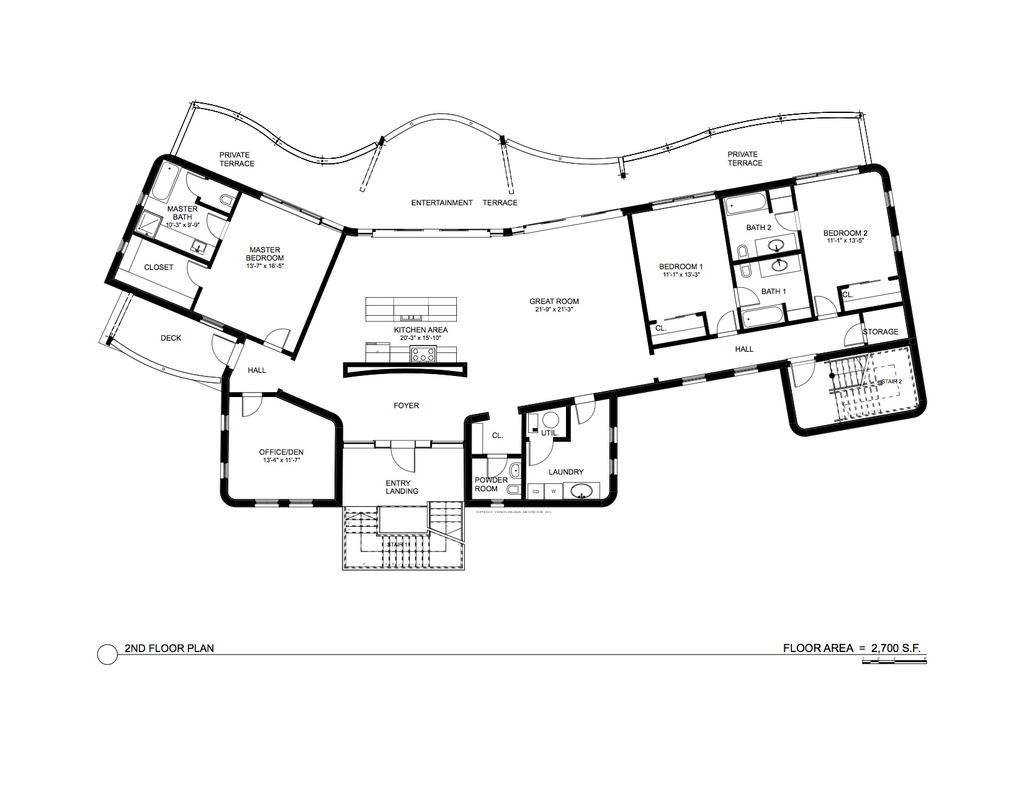 PRIVATE
TERRACE
PRIVATE
TERRACE
ENTERTAINMENT TERRACE
MASTER
BATH
10'-3" x 9'-9"
CLOSET
MASTER
BEDROOM
13'-7" x 16'-5"
BATH 2
BEDROOM 2
11'-1" x 13'-5"
BEDROOM 1
11'-1" x 13'-3"
BATH 1
CL.
CL.
GREAT ROOM
21'-9" x 21'-3"
KITCHEN AREA
20'-3" x 15'-10"
DECK
HALL
HALL
STORAGE
STAIR 2
FOYER
OFFICE/DEN
13'-4" x 11'-7"
CL.
UTIL.
LAUNDRY
CD
W
POWDER
ROOM
ENTRY
LANDING
STAIR 1
2ND FLOOR PLAN
FLOOR AREA = 2,700 S.F.